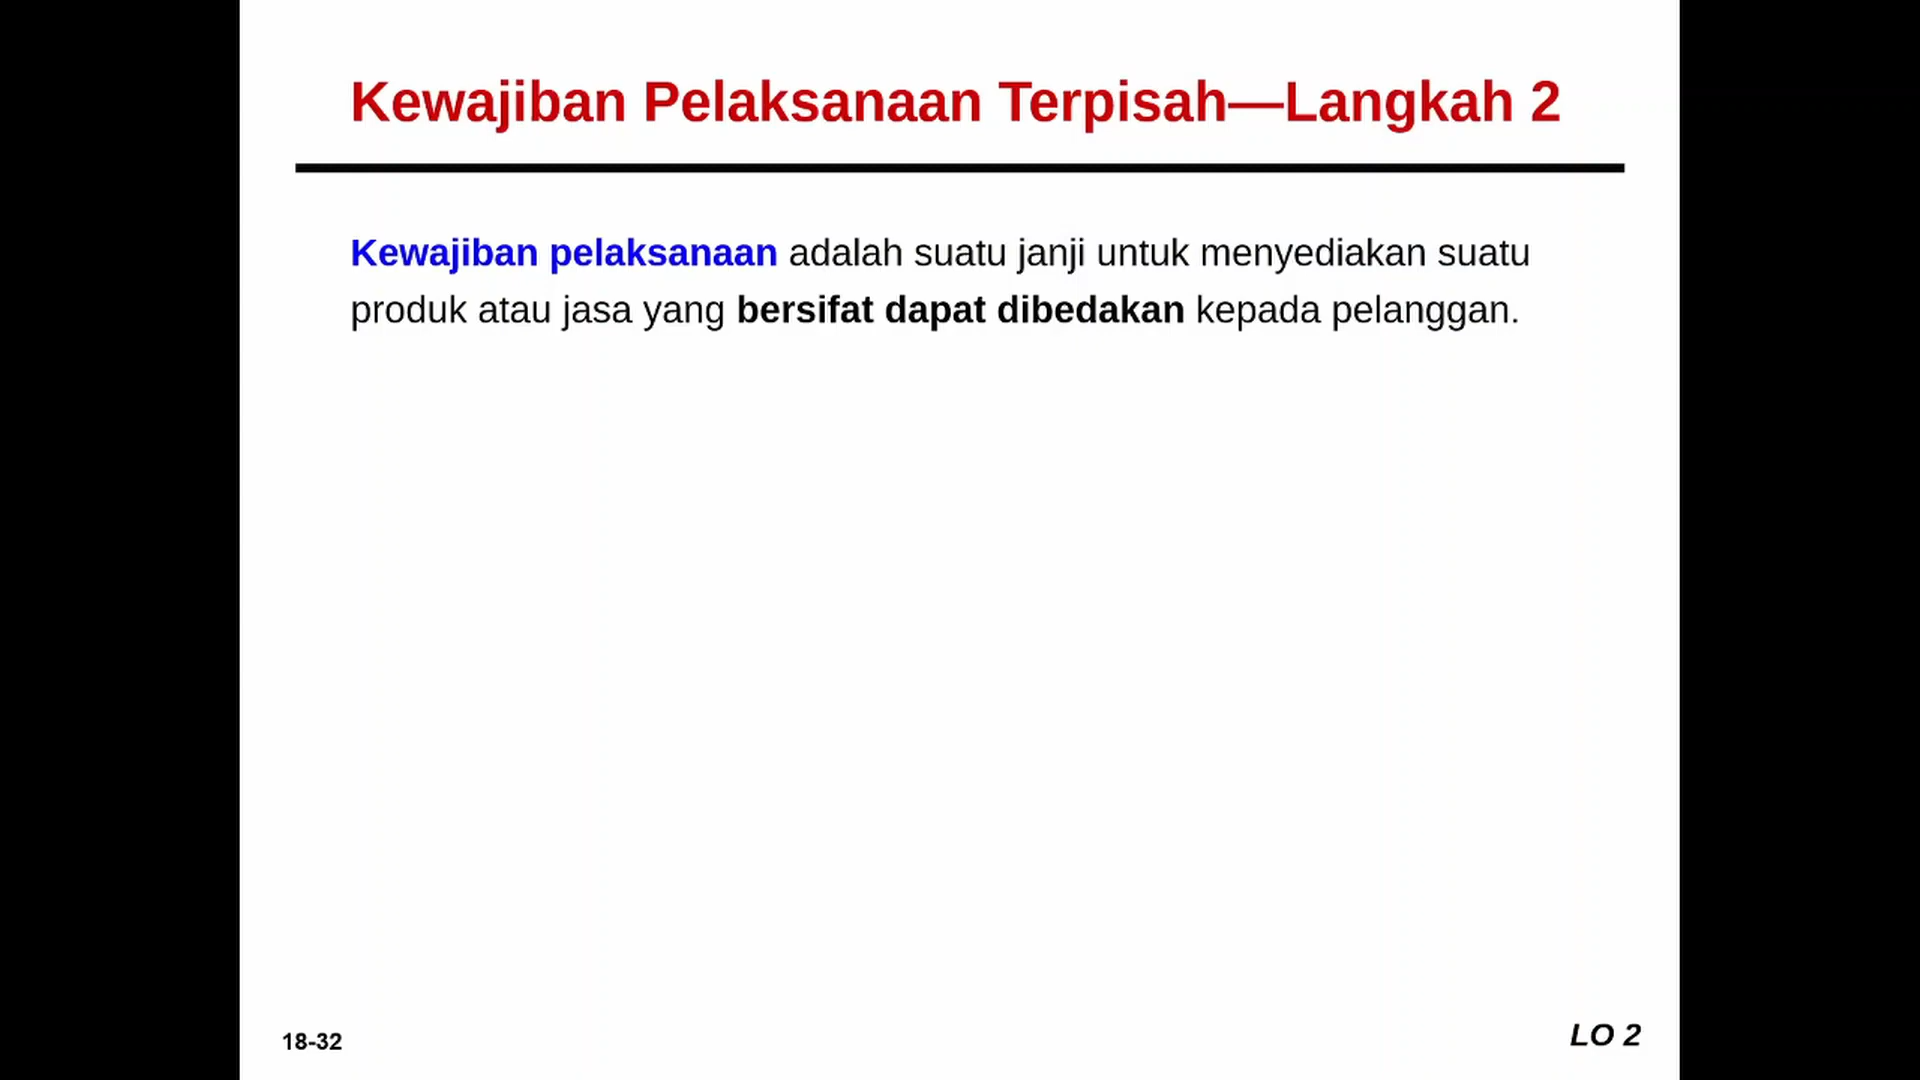 Kewajiban Pelaksanaan Terpisah—Langkah 2
Kewajiban pelaksanaan adalah suatu janji untuk menyediakan suatu
produk atau jasa yang bersifat dapat dibedakan kepada pelanggan.
18-32
LO 2